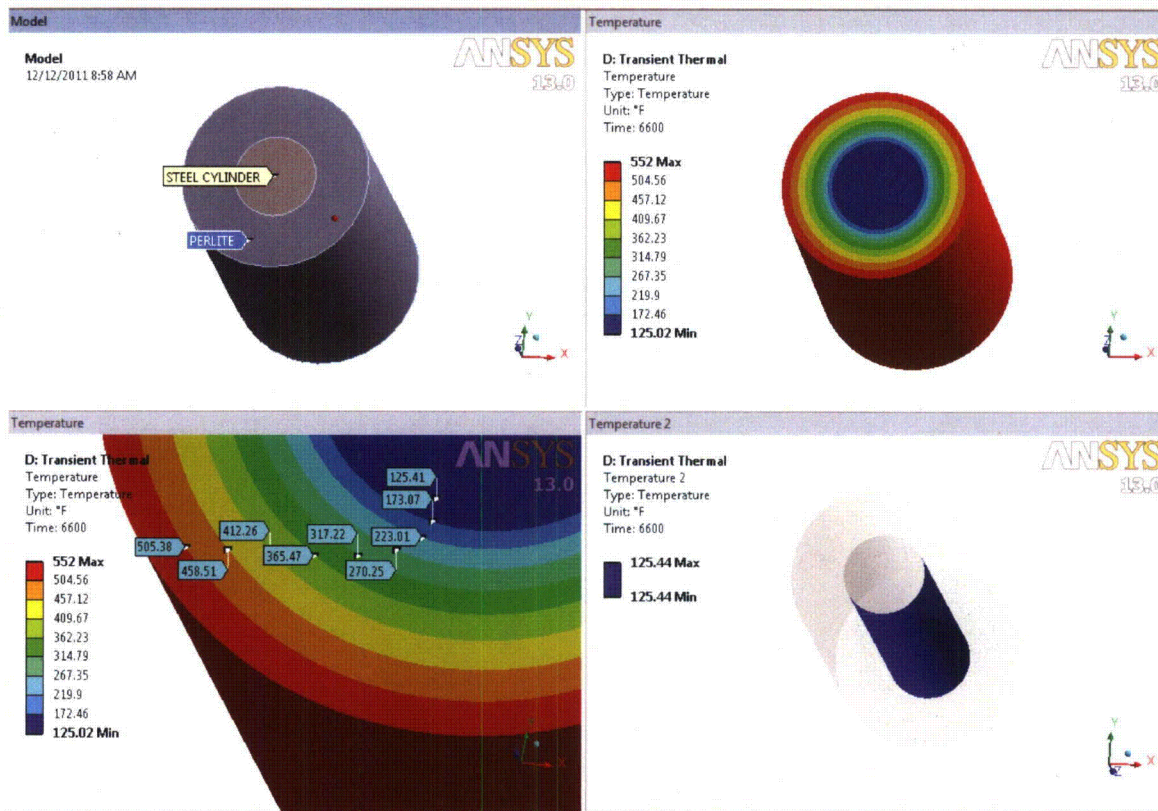 Model
Model
12/12/2011 8:58 AM
ANSYS
13.0
STEEL CYLINDER
PERLITE
Y
Z
X
Temperature
D: Transient Thermal
Temperature
Type: Temperature
Unit: °F
Time: 6600
552 Max
504.56
457.12
409.67
362.23
314.79
267.35
219.9
172.46
125.02 Min
ANSYS
13.0
Y
Z
X
Temperature
D: Transient Thermal
Temperature
Type: Temperature
Unit: °F
Time: 6600
552 Max
504.56
457.12
409.67
362.23
314.79
267.35
219.9
172.46
125.02 Min
ANSYS
13.0
125.41
173.07
412.26
317.22
223.01
505.38
365.47
458.51
270.25
X
Temperature 2
D: Transient Thermal
Temperature 2
Type: Temperature
Unit: °F
Time: 6600
125.44 Max
125.44 Min
ANSYS
13.0
Y
Z
X